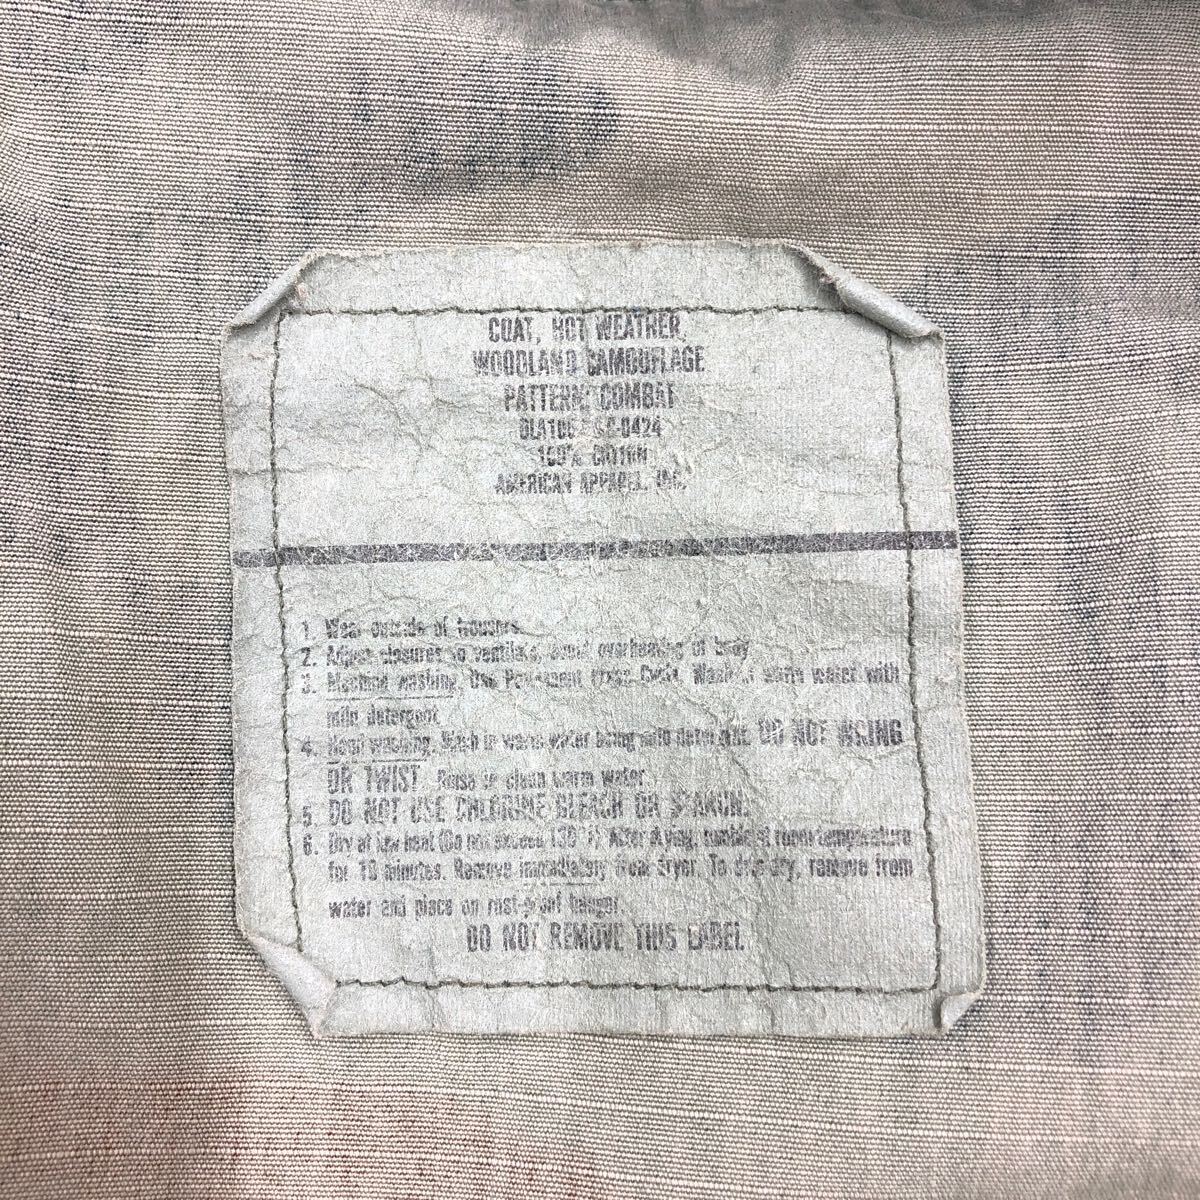 COAT, HOT WEATHER,
WOODLAND CAMOUFLAGE
PATTERN: COMBAT
DLA100 C-0424
100% COTTON
AMERICAN APPAREL, INC.
1. Wear outside of trousers.
2. Adjust closures to ventilate, avoid overheating of body
3. Machine washing, Use Permanent Press Cycle, Wash in warm water with
mild detergent.
4. Hand washing, Wash in warm water using mild detergent. DO NOT WRING
OR TWIST. Rinse in clean warm water.
5. DO NOT USE CHLORINE BLEACH OR STARCH.
6. Dry at low heat (Do not exceed 130°F). After drying, tumble at room temperature
for 10 minutes. Remove immediately from dryer. To drip dry, remove from
water and place on rust-proof hanger.
DO NOT REMOVE THIS LABEL